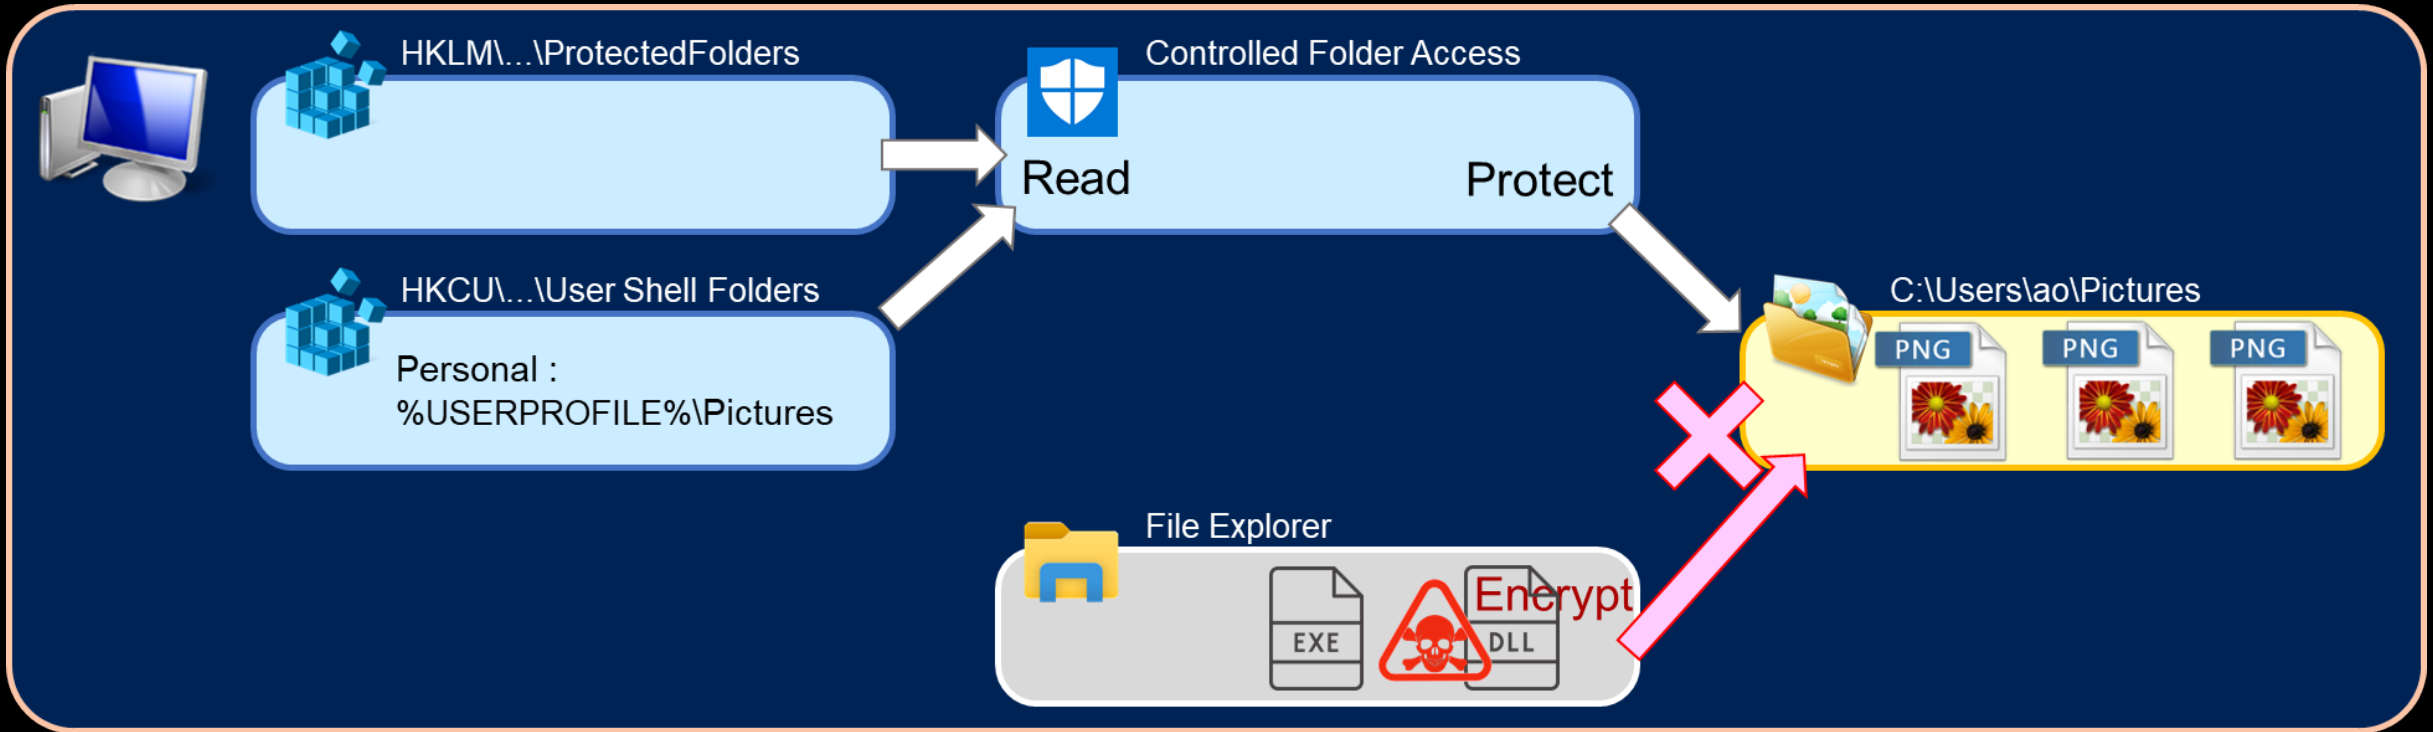 HKLM\...\ProtectedFolders
Controlled Folder Access
Read
Protect
HKCU\...\User Shell Folders
Personal :
%USERPROFILE%\Pictures
C:\Users\ao\Pictures
PNG
PNG
PNG
File Explorer
Encrypt
EXE
DLL